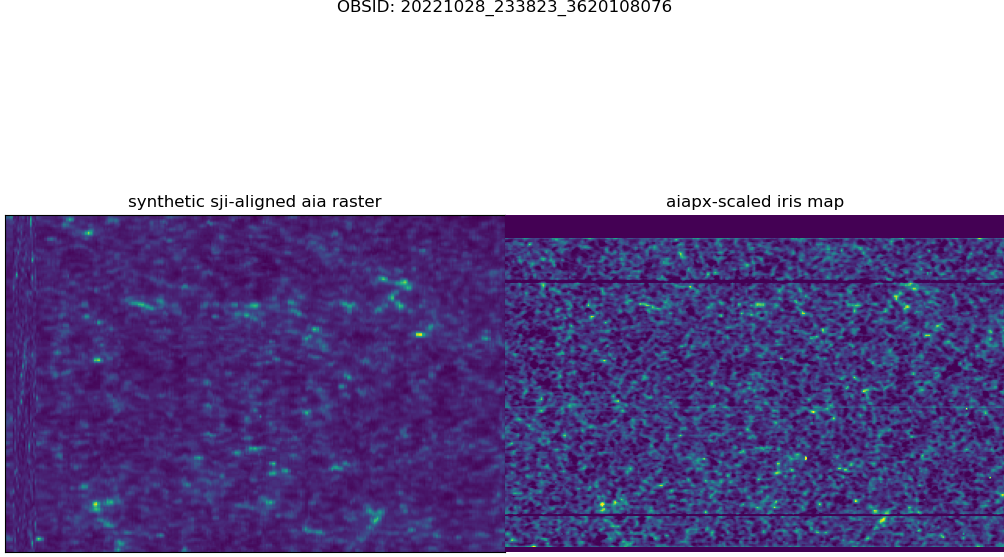 OBSID: 20221028_233823_3620108076
synthetic sji-aligned aia raster
aiapx-scaled iris map